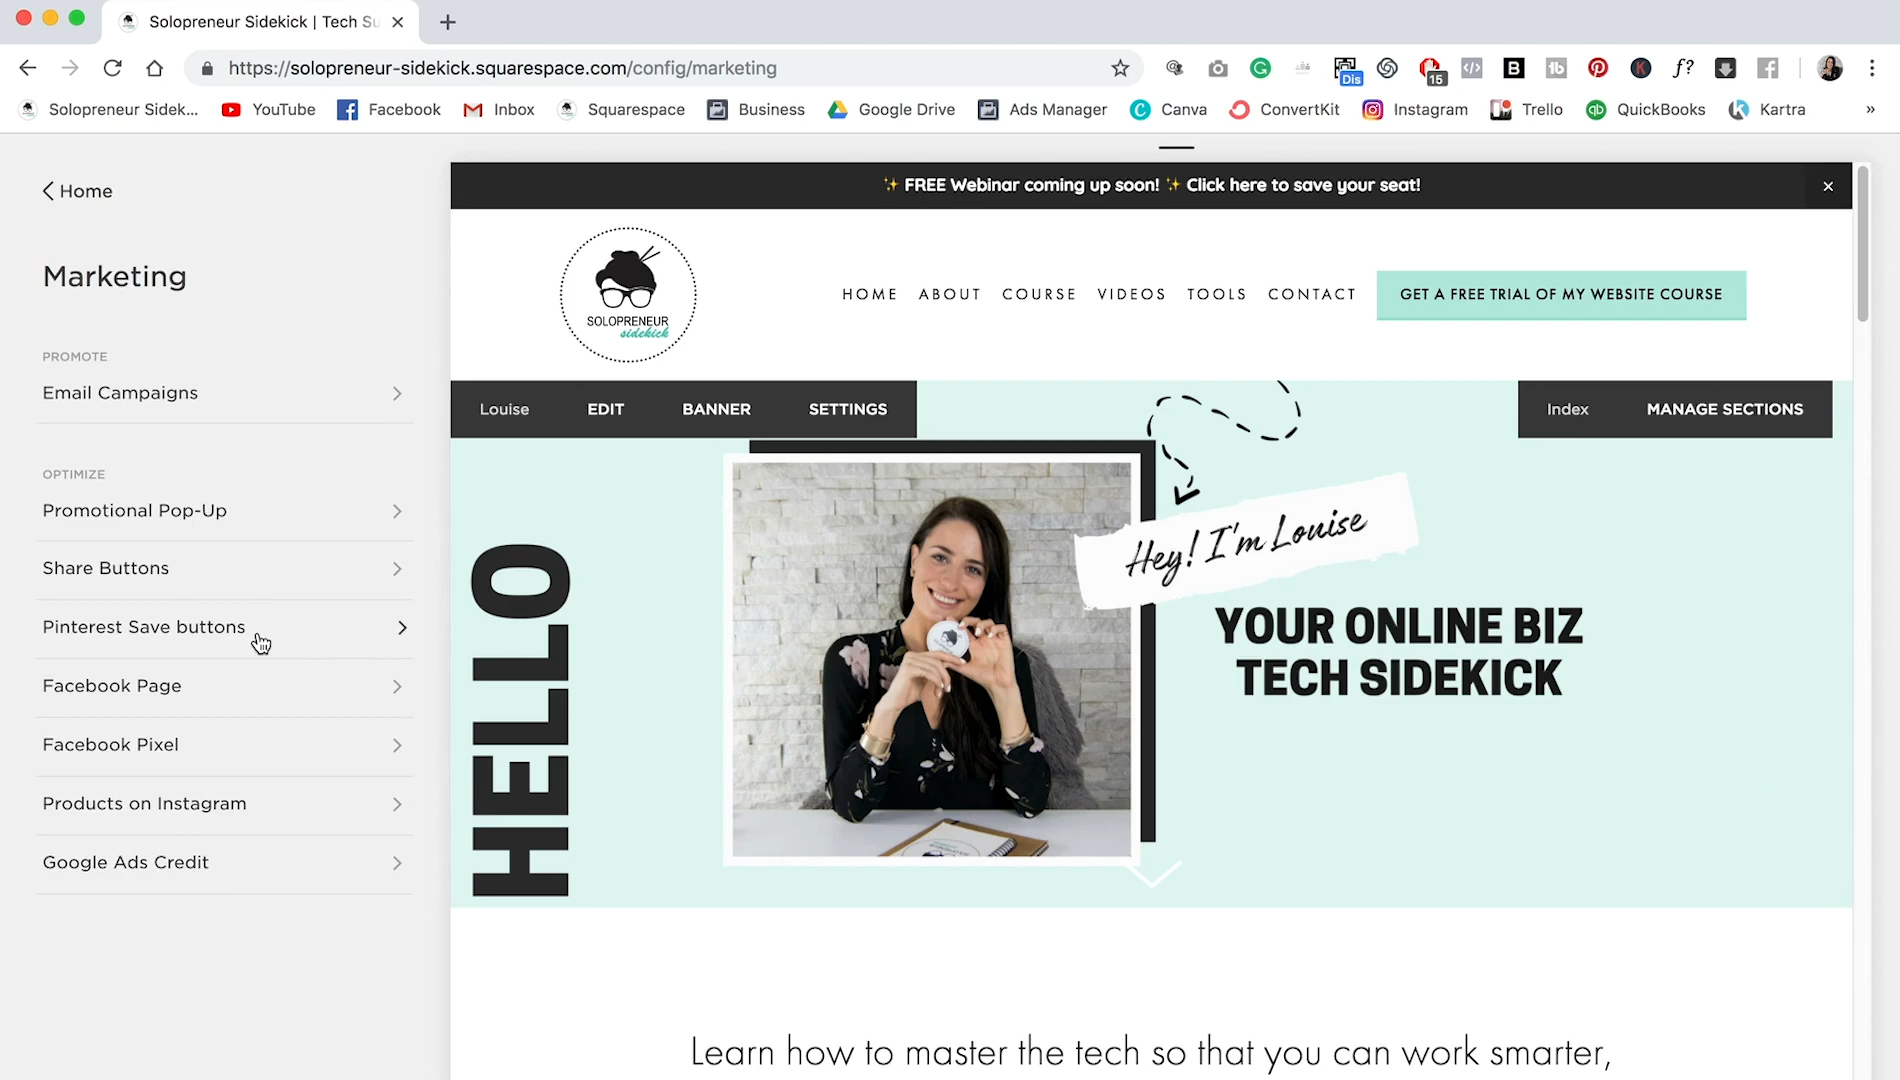 Solopreneur Sidekick | Tech Su
https://solopreneur-sidekick.squarespace.com/config/marketing
Dis
15
B
tb
K
f?
Solopreneur Sidek...
YouTube
Facebook
Inbox
Squarespace
Business
Google Drive
Ads Manager
Canva
ConvertKit
Instagram
Trello
qb
QuickBooks
Kartra
»
Home
Marketing
PROMOTE
Email Campaigns
OPTIMIZE
Promotional Pop-Up
Share Buttons
Pinterest Save buttons
Facebook Page
Facebook Pixel
Products on Instagram
Google Ads Credit
✨ FREE Webinar coming up soon! ✨ Click here to save your seat!
SOLOPRENEUR
sidekick
HOME ABOUT COURSE VIDEOS TOOLS CONTACT
GET A FREE TRIAL OF MY WEBSITE COURSE
Louise EDIT BANNER SETTINGS
Index MANAGE SECTIONS
HELLO
Hey! I'm Louise
YOUR ONLINE BIZ
TECH SIDEKICK
Learn how to master the tech so that you can work smarter,